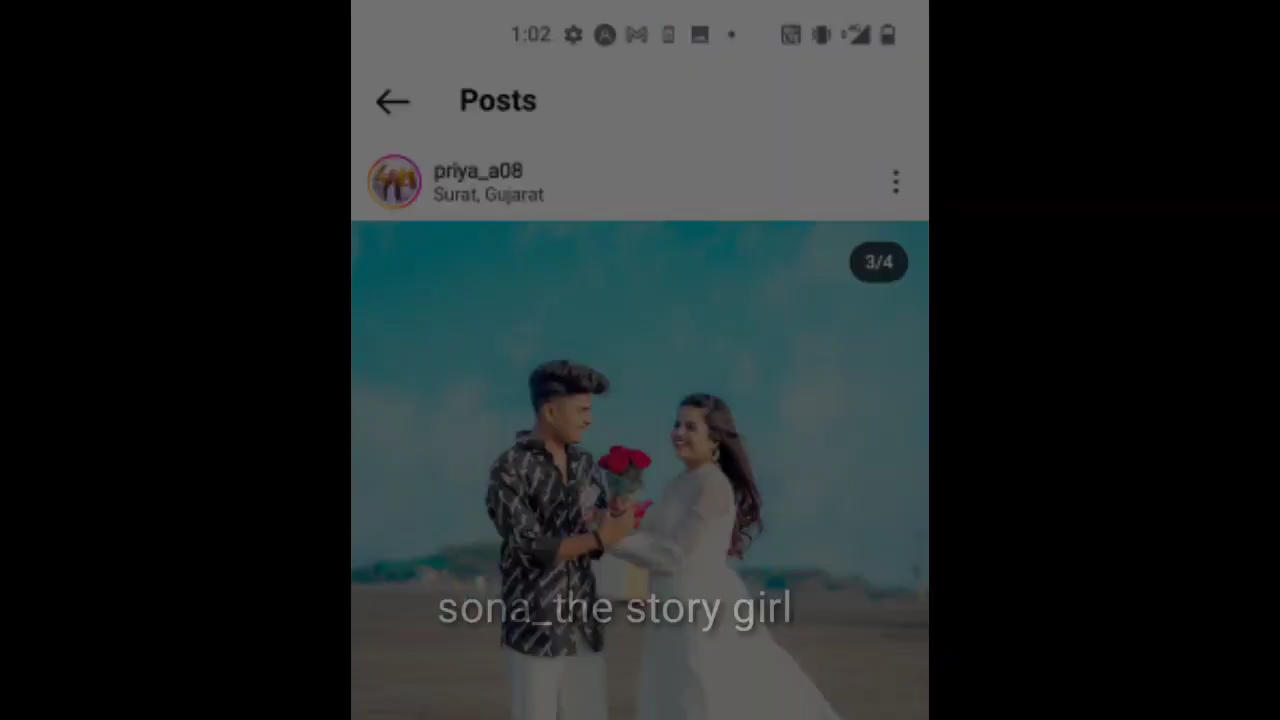 1:02
Posts
priya_a08
Surat, Gujarat
3/4
sona_the story girl